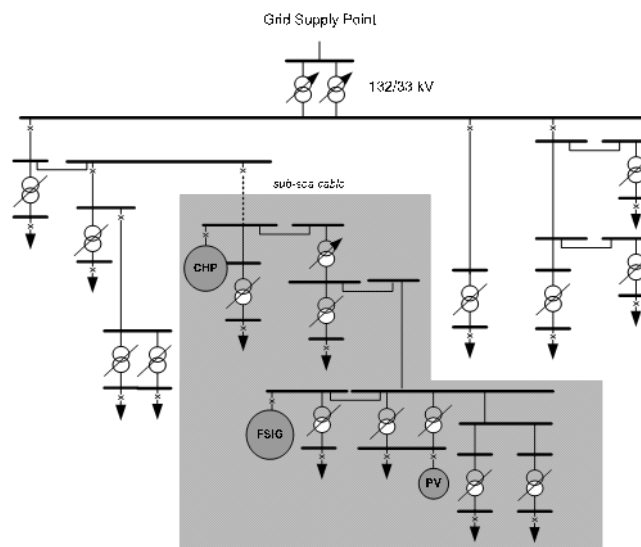 Grid Supply Point
132/33 kV
sub-sea cable
CHP
FSIG
PV